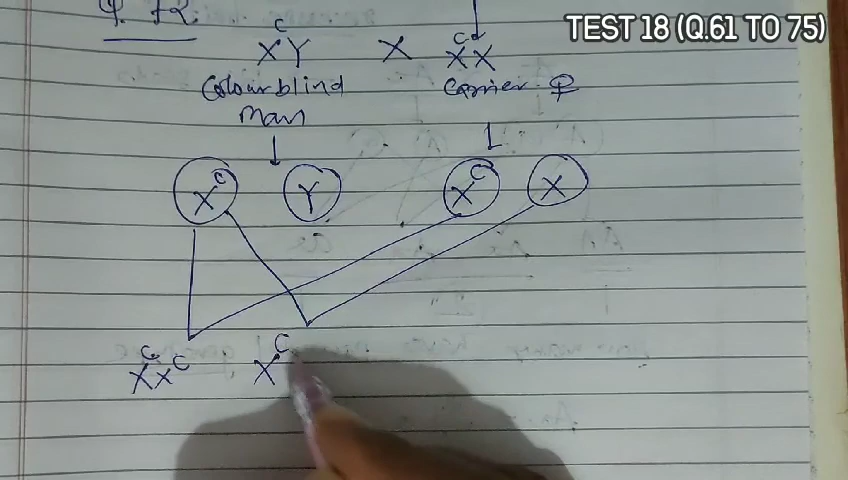 TEST 18 (Q.61 TO 75)
XᶜY X XᶜX
Colourblind Carrier ♀
Man
Xᶜ Y Xᶜ X
XᶜXᶜ Xᶜ